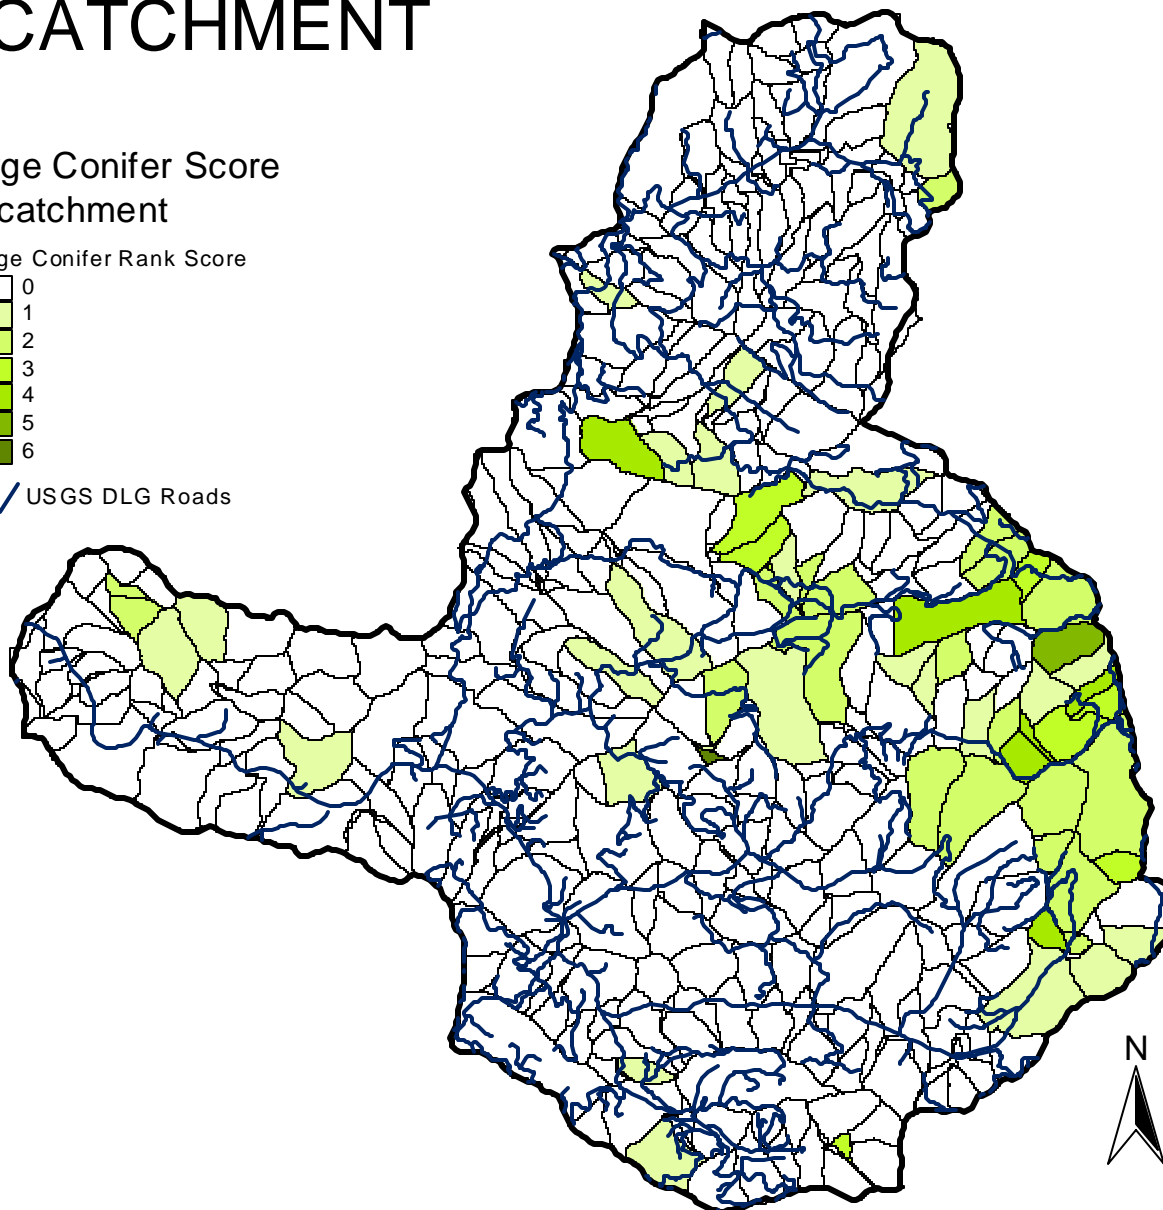 CATCHMENT
ge Conifer Score
catchment
ge Conifer Rank Score
0
1
2
3
4
5
6
USGS DLG Roads
N